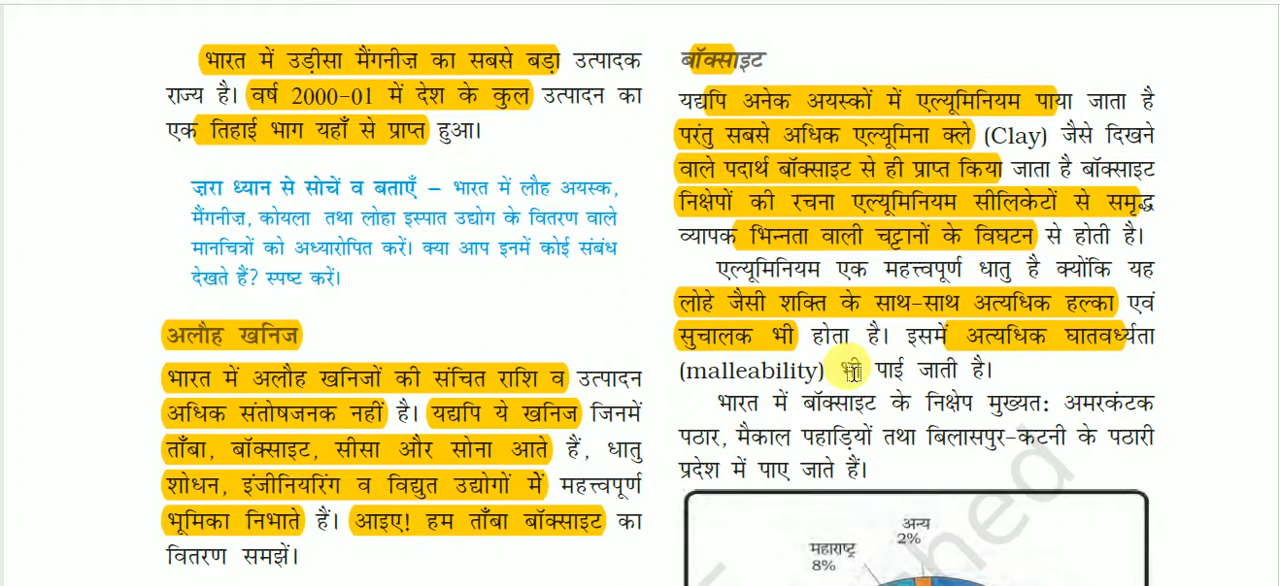 भारत में उड़ीसा मैंगनीज़ का सबसे बड़ा उत्पादक
राज्य है। वर्ष 2000-01 में देश के कुल उत्पादन का
एक तिहाई भाग यहाँ से प्राप्त हुआ।
ज़रा ध्यान से सोचें व बताएँ – भारत में लौह अयस्क,
मैंगनीज़, कोयला तथा लोहा इस्पात उद्योग के वितरण वाले
मानचित्रों को अध्यारोपित करें। क्या आप इनमें कोई संबंध
देखते हैं? स्पष्ट करें।
अलौह खनिज
भारत में अलौह खनिजों की संचित राशि व उत्पादन
अधिक संतोषजनक नहीं है। यद्यपि ये खनिज जिनमें
ताँबा, बॉक्साइट, सीसा और सोना आते हैं, धातु
शोधन, इंजीनियरिंग व विद्युत उद्योगों में महत्त्वपूर्ण
भूमिका निभाते हैं। आइए! हम ताँबा बॉक्साइट का
वितरण समझें।
बॉक्साइट
यद्यपि अनेक अयस्कों में एल्यूमिनियम पाया जाता है
परंतु सबसे अधिक एल्यूमिना क्ले (Clay) जैसे दिखने
वाले पदार्थ बॉक्साइट से ही प्राप्त किया जाता है बॉक्साइट
निक्षेपों की रचना एल्यूमिनियम सीलिकेटों से समृद्ध
व्यापक भिन्नता वाली चट्टानों के विघटन से होती है।
एल्यूमिनियम एक महत्त्वपूर्ण धातु है क्योंकि यह
लोहे जैसी शक्ति के साथ-साथ अत्यधिक हल्का एवं
सुचालक भी होता है। इसमें अत्यधिक घातवर्ध्यता
(malleability) भी पाई जाती है।
भारत में बॉक्साइट के निक्षेप मुख्यत: अमरकंटक
पठार, मैकाल पहाड़ियों तथा बिलासपुर-कटनी के पठारी
प्रदेश में पाए जाते हैं।
अन्य
2%
महाराष्ट्र
8%